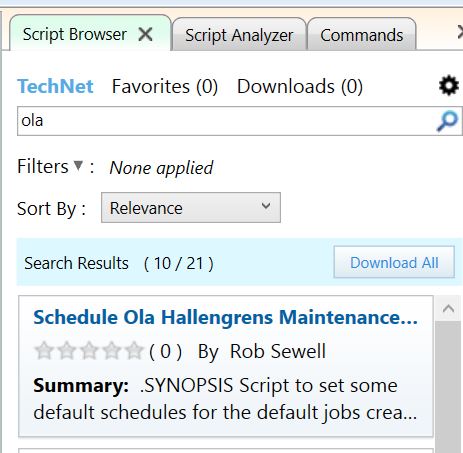 Script Browser Script Analyzer Commands
TechNet Favorites (0) Downloads (0)
ola
Filters : None applied
Sort By : Relevance
Search Results ( 10 / 21 ) Download All
Schedule Ola Hallengrens Maintenance...
( 0 ) By Rob Sewell
Summary: .SYNOPSIS Script to set some
default schedules for the default jobs crea...